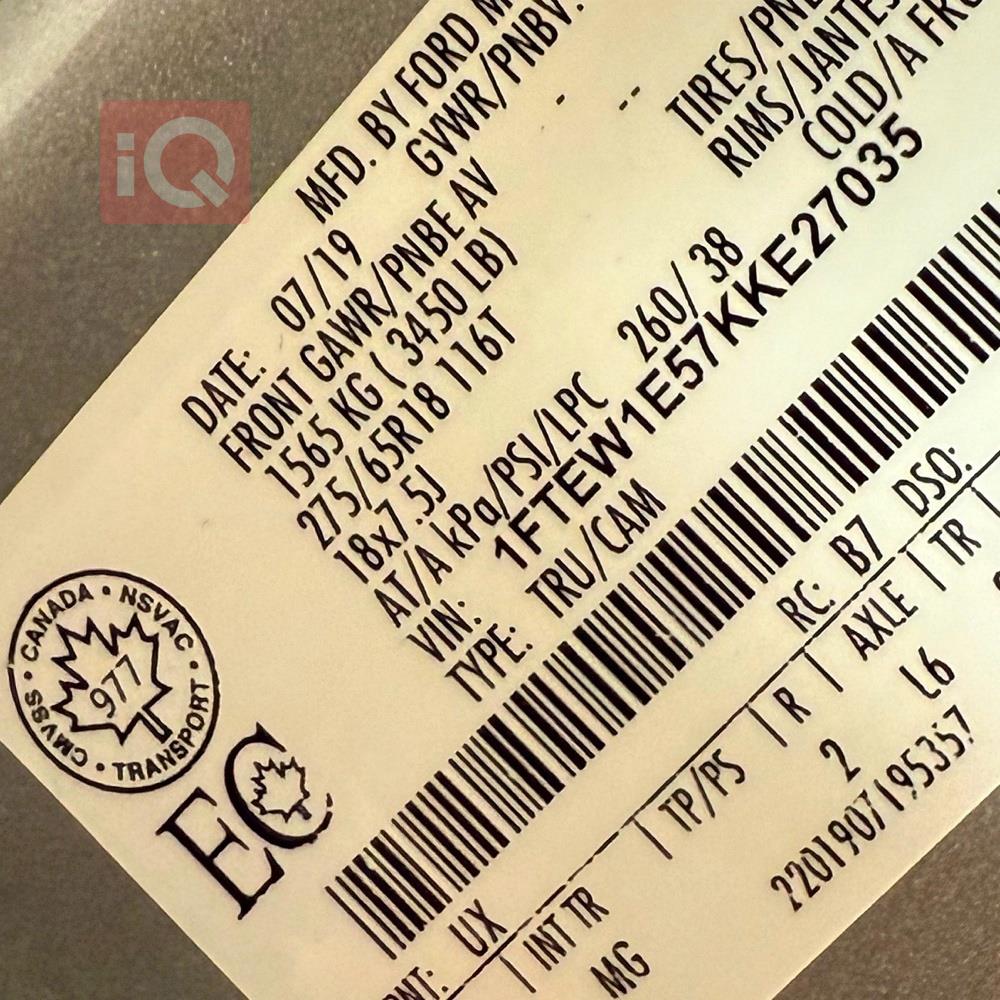 iQ
MFD. BY FORD
GVWR/PNBV:
DATE: 07/19
FRONT GAWR/PNBE AV
1565 KG ( 3450 LB)
TIRES/
275/65R18 116T
RIMS/JANTES
18x7.5J
COLD/A
AT/A kPa/PSI/LPC 260/ 38
VIN: 1FTEW1E57KKE27035
TYPE: TRU/CAM
CANADA • NSVAC • TRANSPORT • CMVSS •
977
EC
UX RC: B7 DSO:
INT TR TP/PS R AXLE TR
MG 2 L6
2201907195357